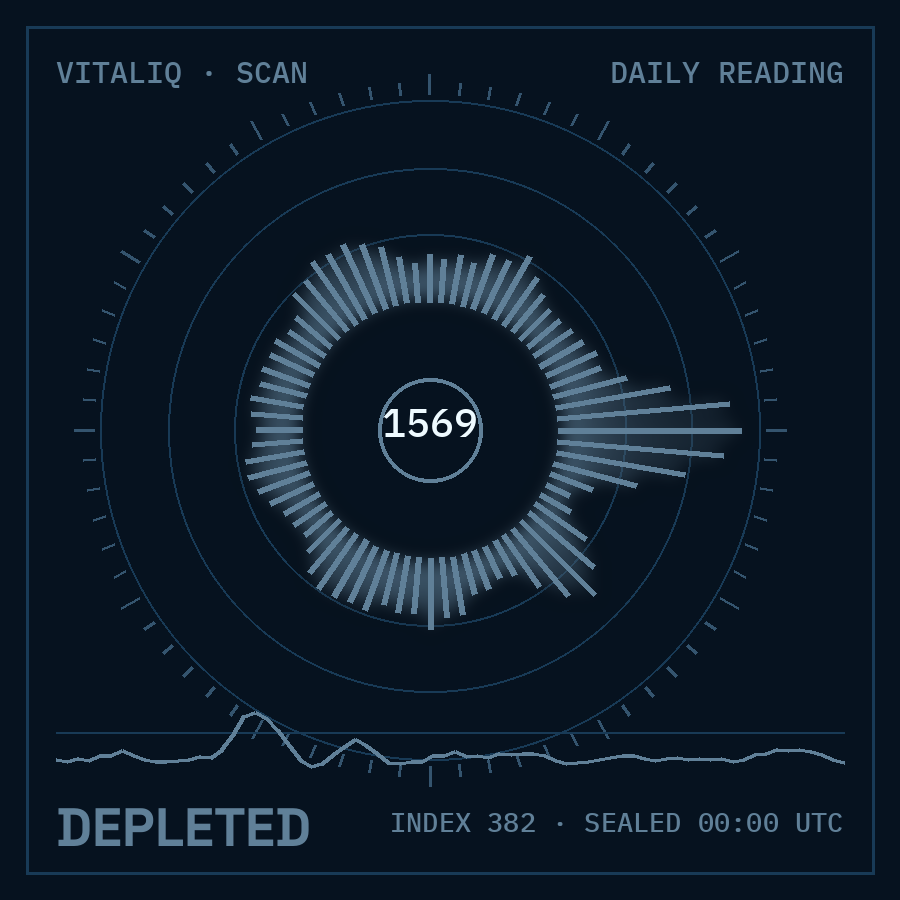 VITALIQ · SCAN
DAILY READING
1569
DEPLETED
INDEX 382 · SEALED 00:00 UTC